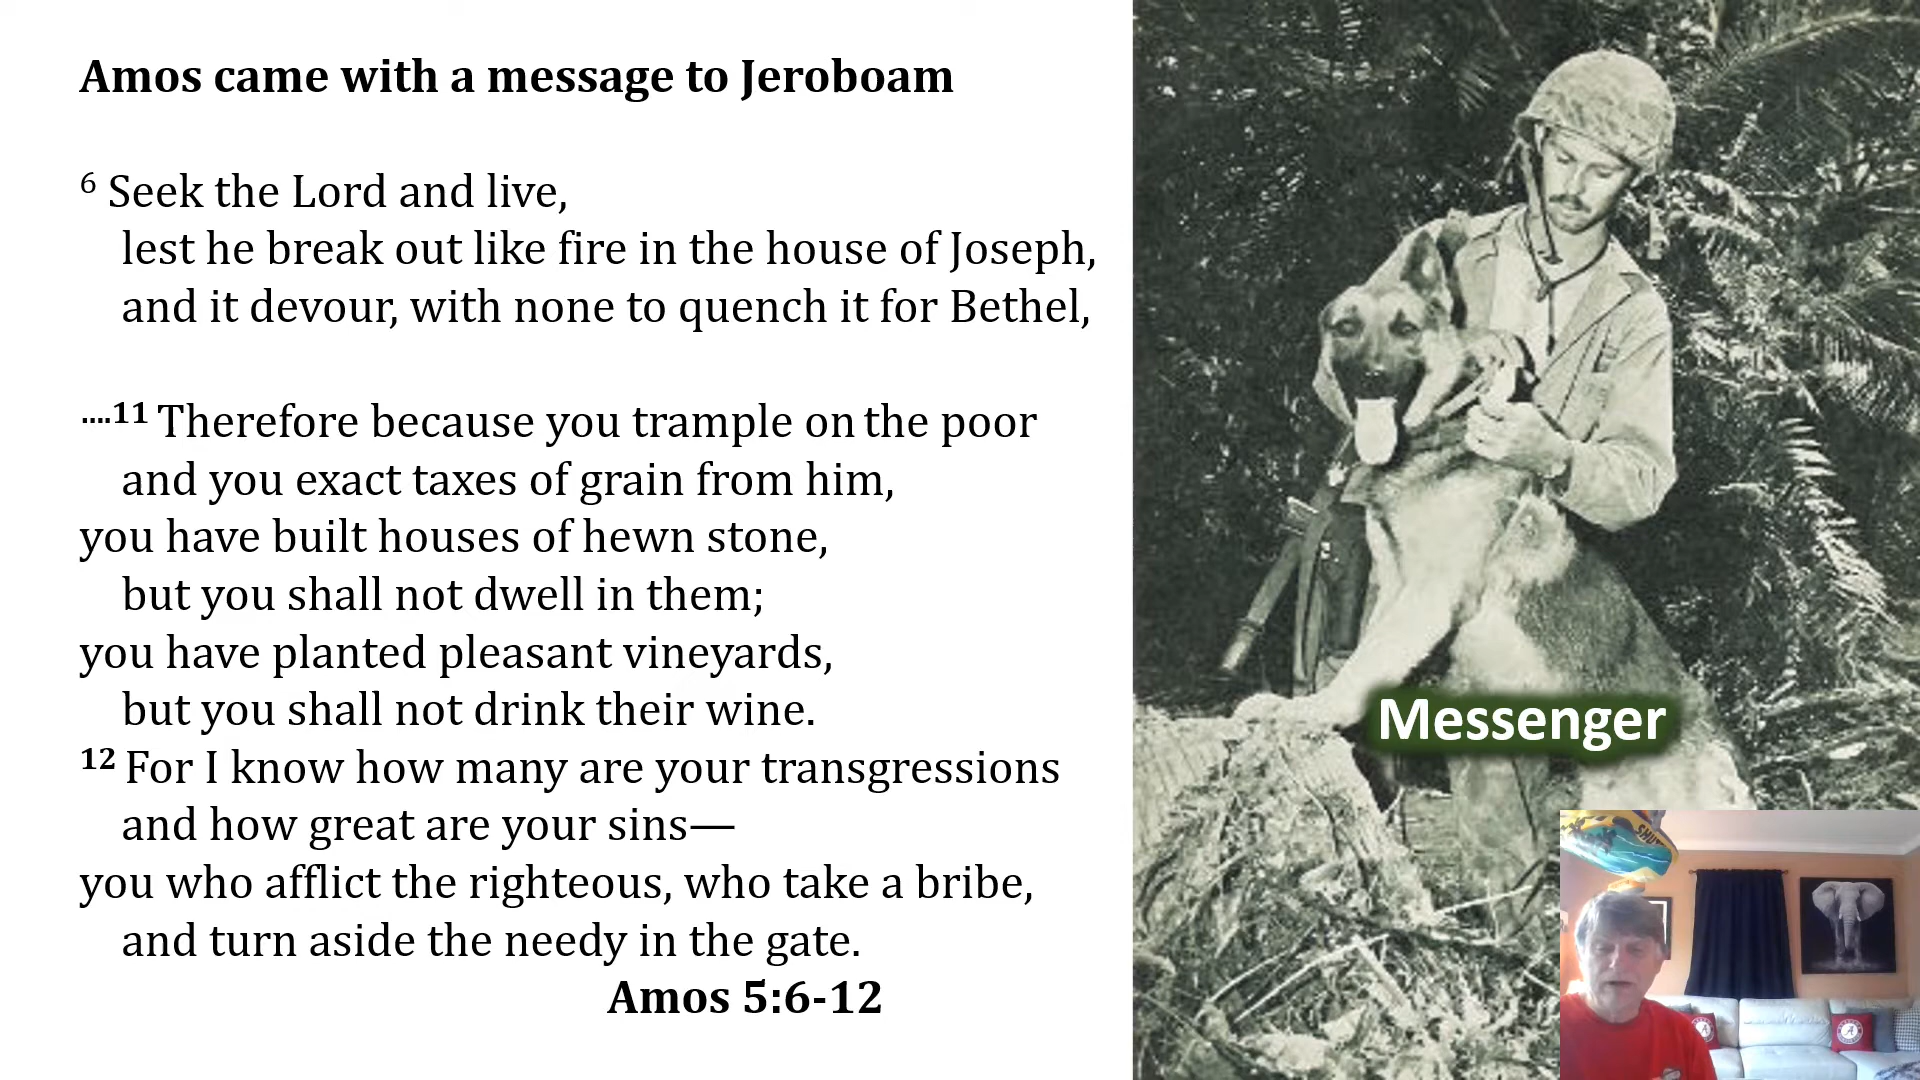 Amos came with a message to Jeroboam
6 Seek the Lord and live,
lest he break out like fire in the house of Joseph,
and it devour, with none to quench it for Bethel,
....11 Therefore because you trample on the poor
and you exact taxes of grain from him,
you have built houses of hewn stone,
but you shall not dwell in them;
you have planted pleasant vineyards,
but you shall not drink their wine.
12 For I know how many are your transgressions
and how great are your sins—
you who afflict the righteous, who take a bribe,
and turn aside the needy in the gate.
Amos 5:6-12
Messenger
A
A